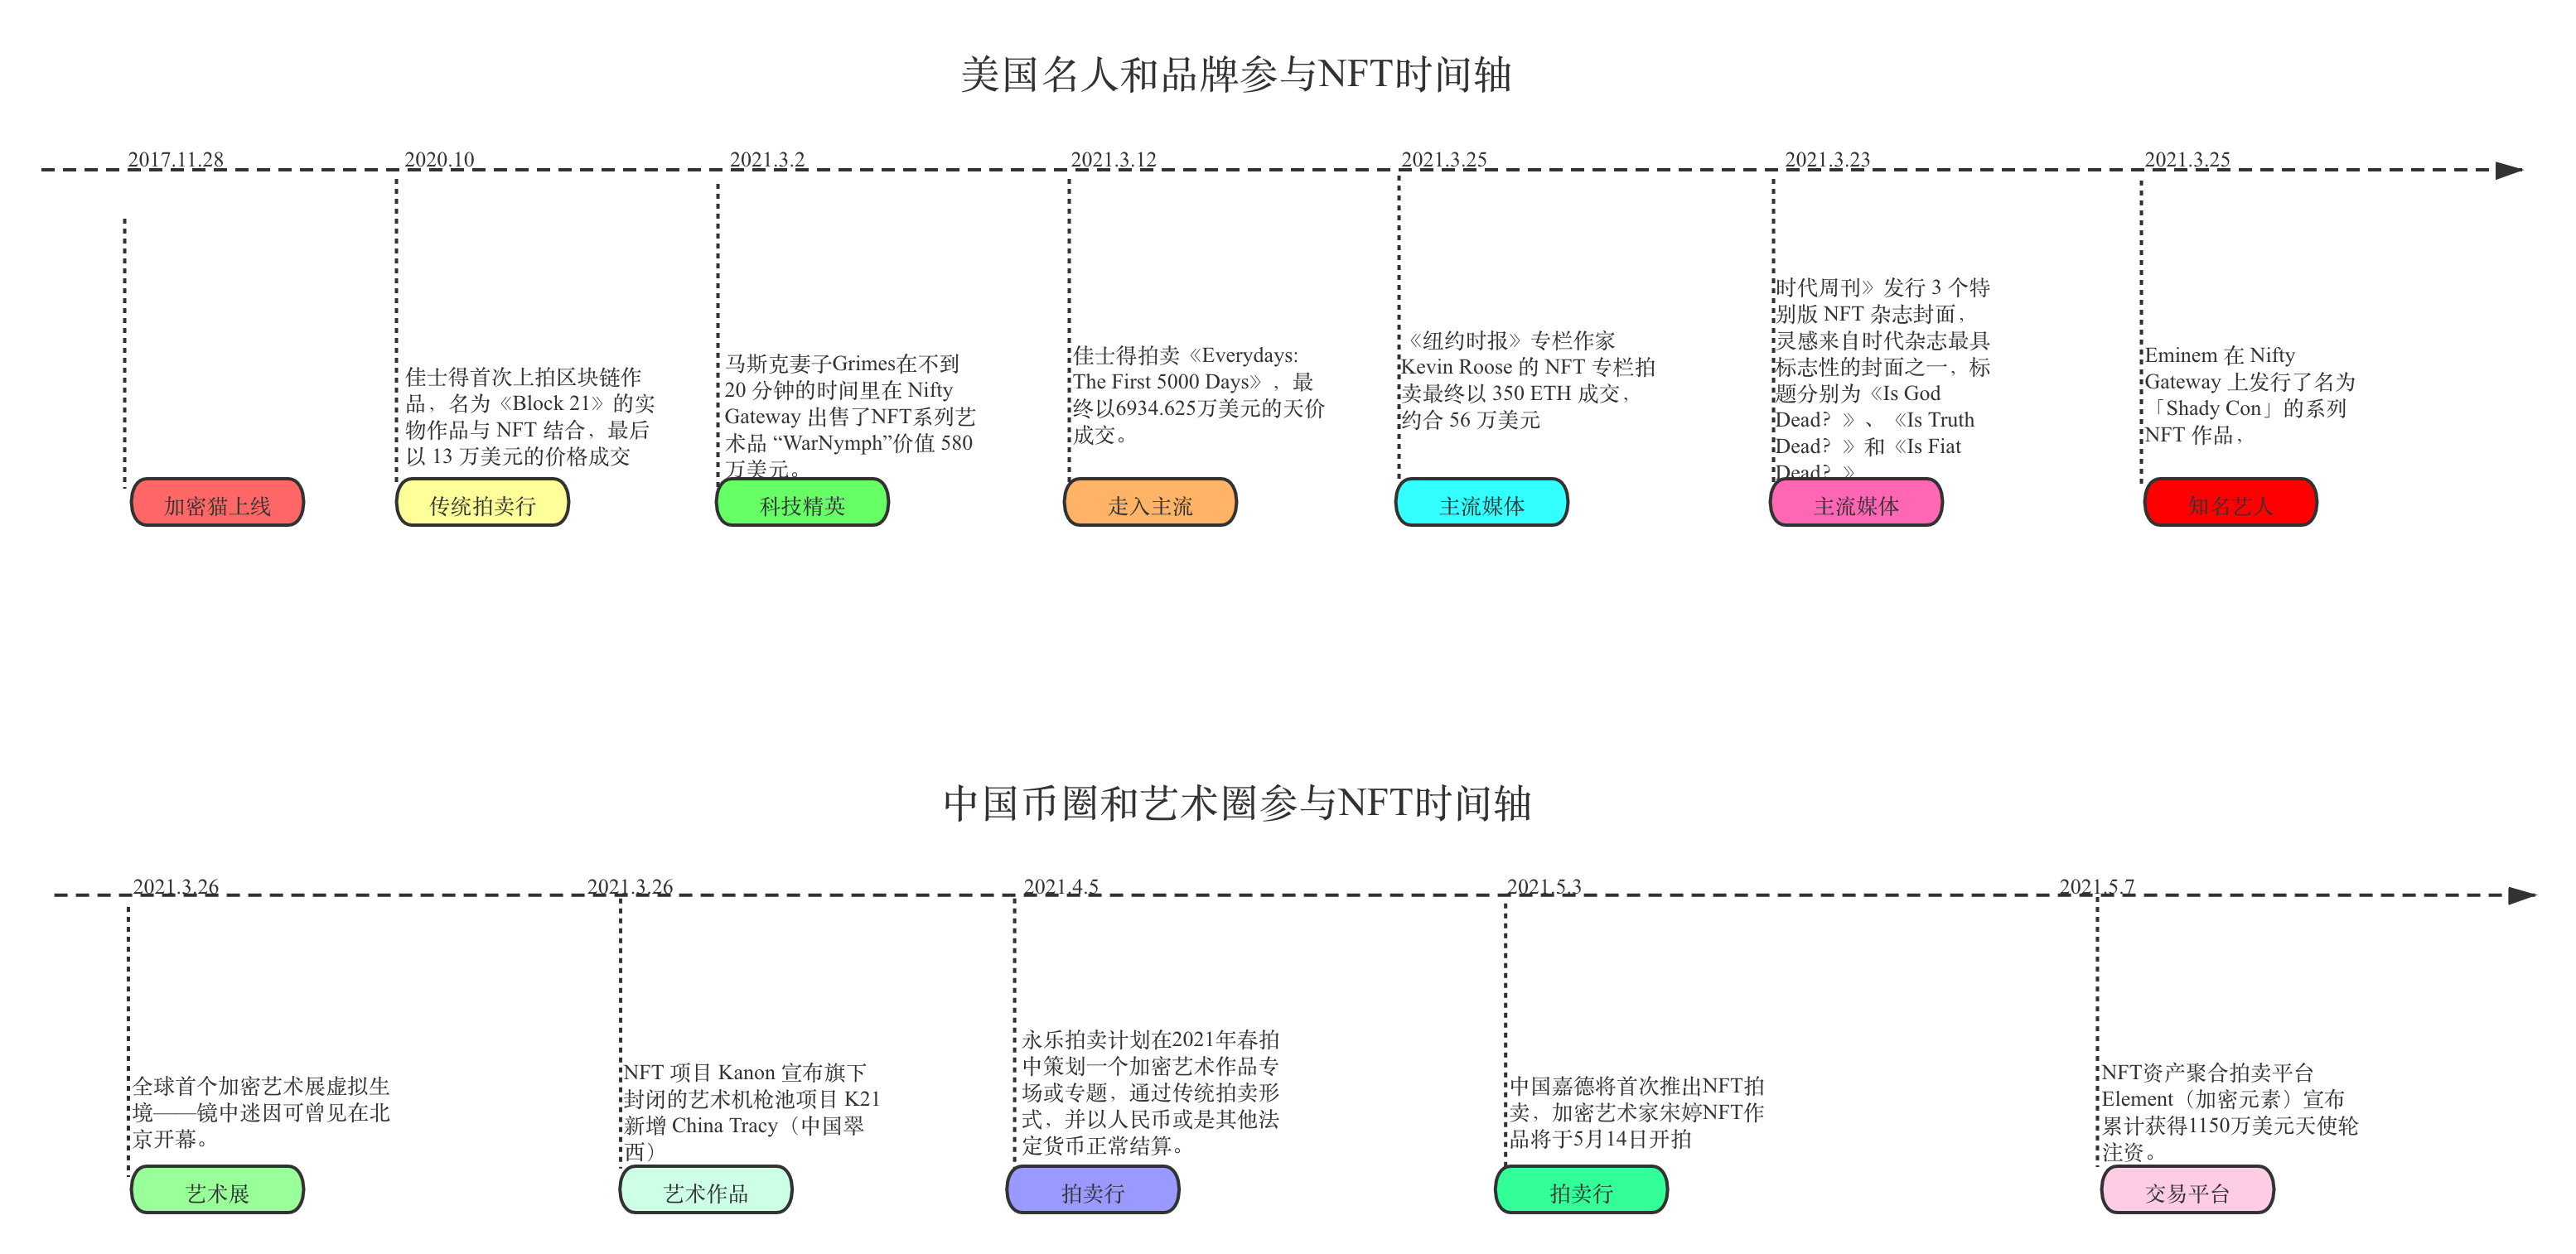 美国名人和品牌参与NFT时间轴
2017.11.28
2020.10
2021.3.2
2021.3.12
2021.3.25
2021.3.23
2021.3.25
佳士得首次上拍区块链作
品，名为《Block 21》的实
物作品与 NFT 结合，最后
以 13 万美元的价格成交
马斯克妻子Grimes在不到
20 分钟的时间里在 Nifty
Gateway 出售了NFT系列艺
术品 “WarNymph”价值 580
万美元。
佳士得拍卖《Everydays:
The First 5000 Days》，最
终以6934.625万美元的天价
成交。
《纽约时报》专栏作家
Kevin Roose 的 NFT 专栏拍
卖最终以 350 ETH 成交，
约合 56 万美元
时代周刊》发行 3 个特
别版 NFT 杂志封面，
灵感来自时代杂志最具
标志性的封面之一，标
题分别为《Is God
Dead？》、《Is Truth
Dead？》和《Is Fiat
Dead？》
Eminem 在 Nifty
Gateway 上发行了名为
「Shady Con」的系列
NFT 作品，
加密猫上线
传统拍卖行
科技精英
走入主流
主流媒体
主流媒体
知名艺人
中国币圈和艺术圈参与NFT时间轴
2021.3.26
2021.3.26
2021.4.5
2021.5.3
2021.5.7
全球首个加密艺术展虚拟生
境——镜中迷因可曾见在北
京开幕。
NFT 项目 Kanon 宣布旗下
封闭的艺术机枪池项目 K21
新增 China Tracy（中国翠
西）
永乐拍卖计划在2021年春拍
中策划一个加密艺术作品专
场或专题，通过传统拍卖形
式，并以人民币或是其他法
定货币正常结算。
中国嘉德将首次推出NFT拍
卖，加密艺术家宋婷NFT作
品将于5月14日开拍
NFT资产聚合拍卖平台
Element（加密元素）宣布
累计获得1150万美元天使轮
注资。
艺术展
艺术作品
拍卖行
拍卖行
交易平台